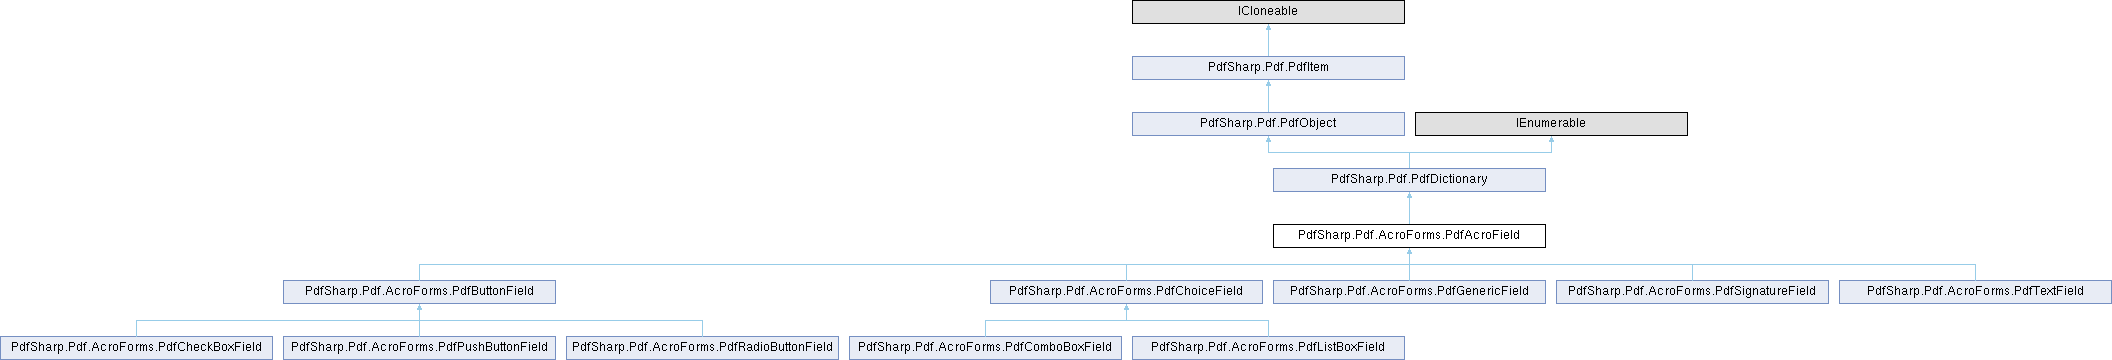 ICloneable
PdfSharp.Pdf.PdfItem
PdfSharp.Pdf.PdfObject
IEnumerable
PdfSharp.Pdf.PdfDictionary
PdfSharp.Pdf.AcroForms.PdfAcroField
PdfSharp.Pdf.AcroForms.PdfButtonField
PdfSharp.Pdf.AcroForms.PdfChoiceField
PdfSharp.Pdf.AcroForms.PdfGenericField
PdfSharp.Pdf.AcroForms.PdfSignatureField
PdfSharp.Pdf.AcroForms.PdfTextField
PdfSharp.Pdf.AcroForms.PdfCheckBoxField
PdfSharp.Pdf.AcroForms.PdfPushButtonField
PdfSharp.Pdf.AcroForms.PdfRadioButtonField
PdfSharp.Pdf.AcroForms.PdfComboBoxField
PdfSharp.Pdf.AcroForms.PdfListBoxField